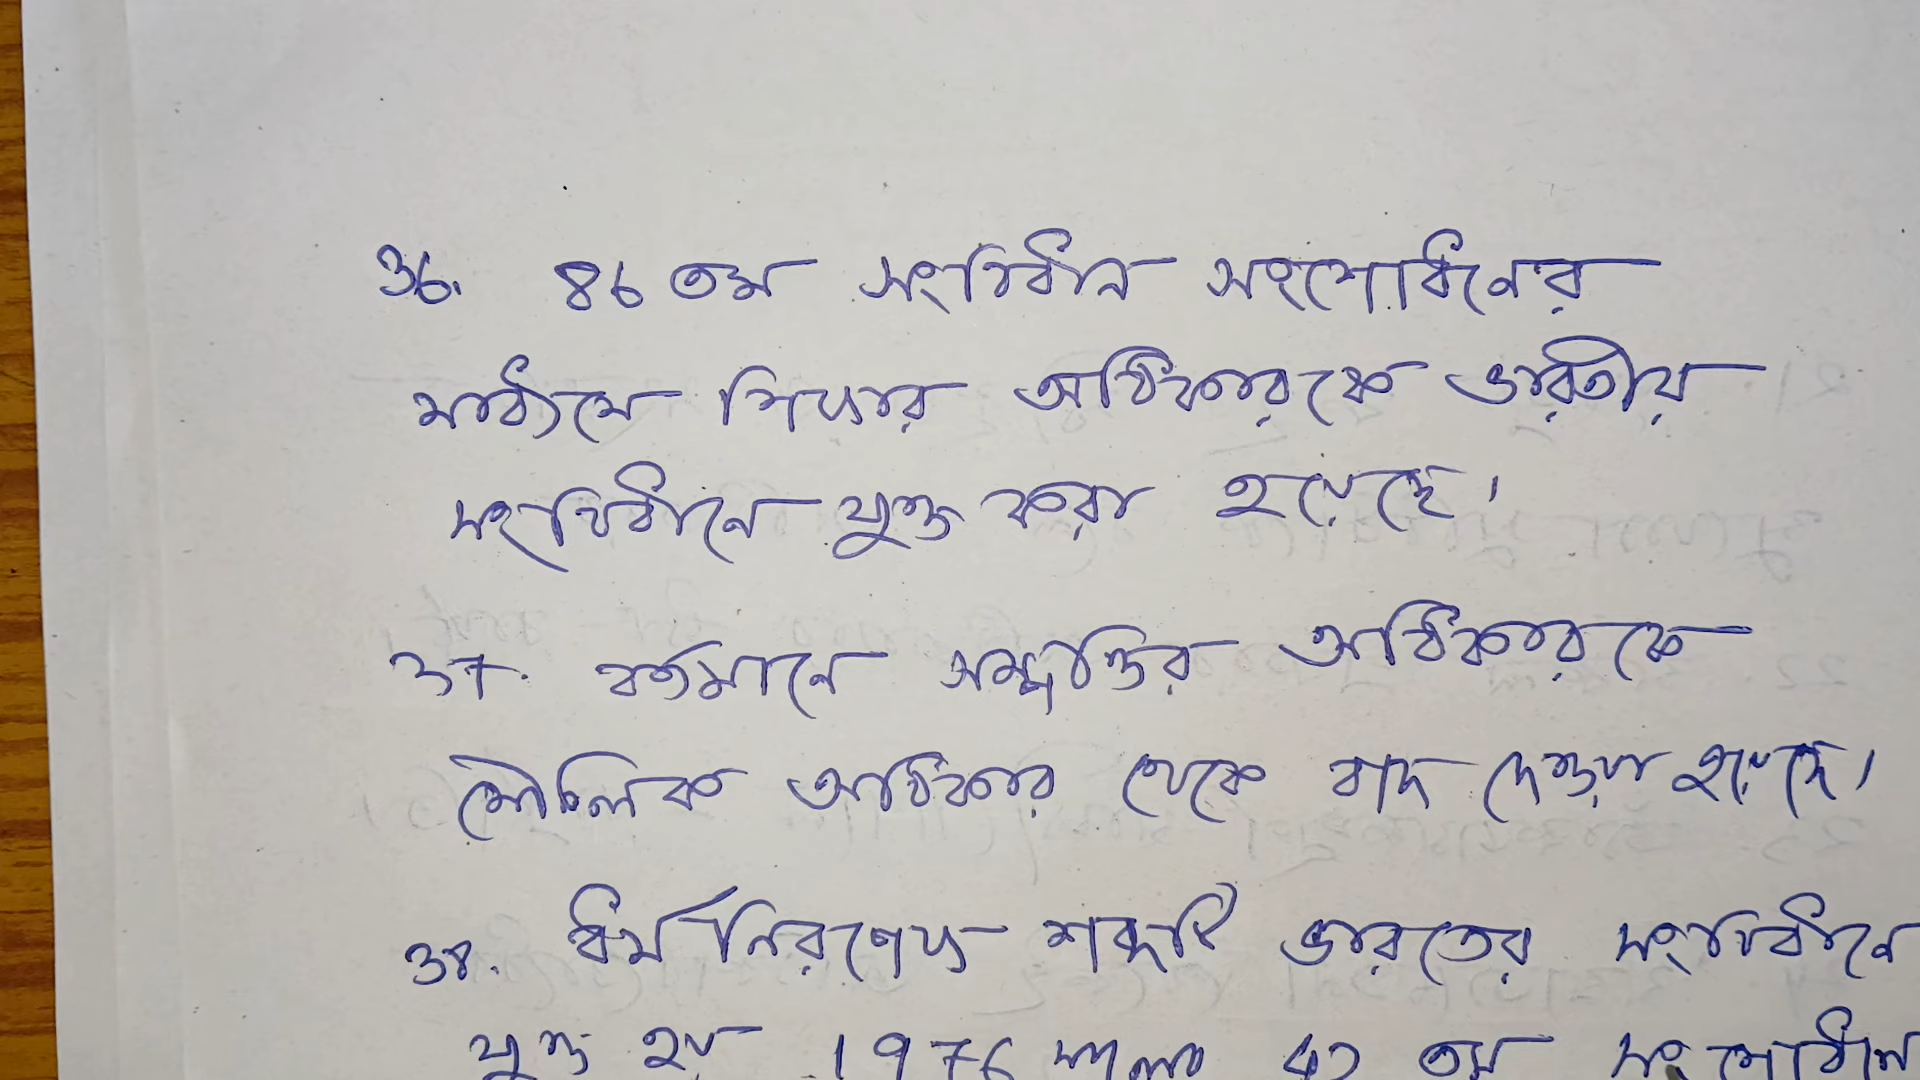 36. 86 তম সংবিধান সংশোধনের
মাধ্যমে শিক্ষার অধিকারকে ভারতীয়
সংবিধানে যুক্ত করা হয়েছে।
37. বর্তমানে সম্পত্তির অধিকারকে
মৌলিক অধিকার থেকে বাদ দেওয়া হয়েছে।
38. ধর্মনিরপেক্ষ শব্দটি ভারতের সংবিধানে
যুক্ত হয় 1976 সালে 42 তম সংশোধনে